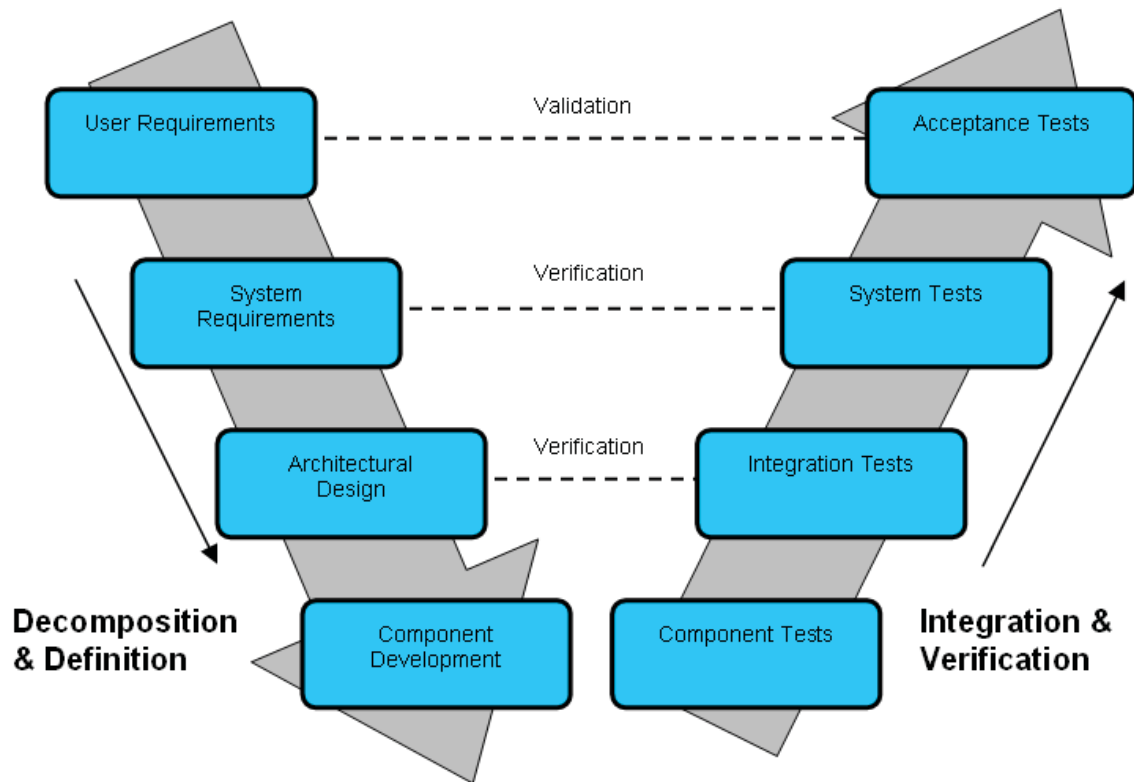 User Requirements
Validation
Acceptance Tests
System
Requirements
Verification
System Tests
Architectural
Design
Verification
Integration Tests
Decomposition
& Definition
Component
Development
Component Tests
Integration &
Verification